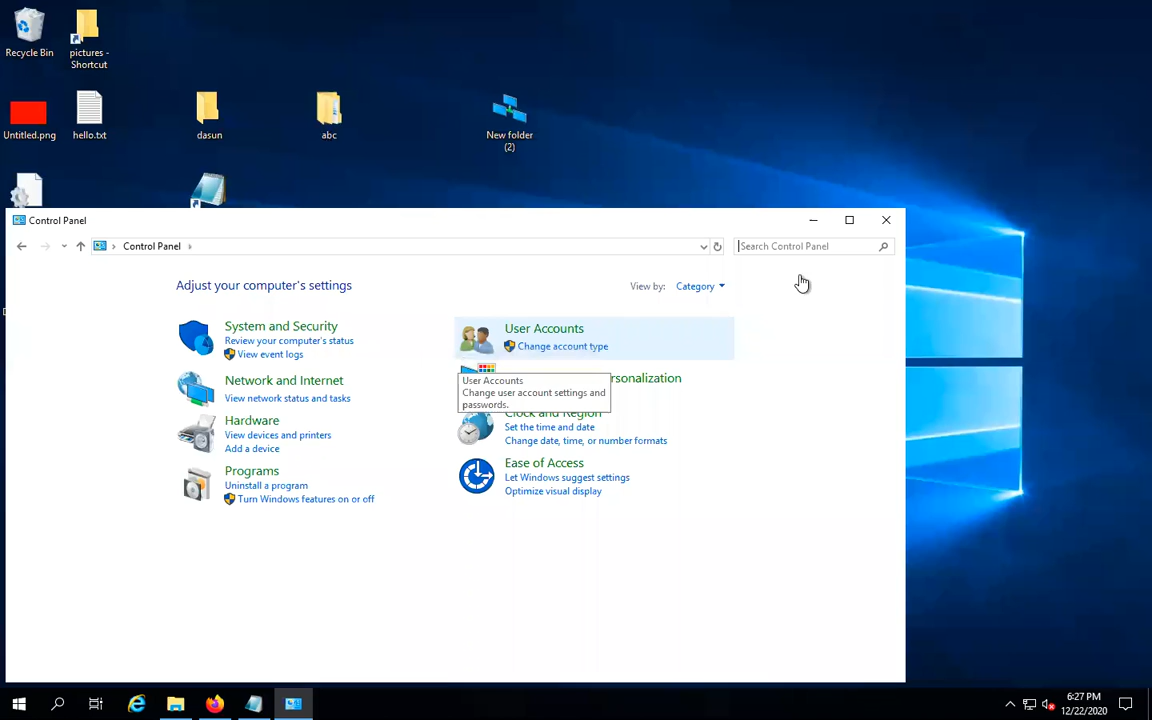 Recycle Bin
pictures -
Shortcut
Untitled.png
hello.txt
dasun
abc
New folder
(2)
Control Panel
Control Panel
Search Control Panel
Adjust your computer's settings
View by:
Category
System and Security
Review your computer's status
View event logs
Network and Internet
View network status and tasks
Hardware
View devices and printers
Add a device
Programs
Uninstall a program
Turn Windows features on or off
User Accounts
Change account type
User Accounts
Change user account settings and
passwords.
Clock and Region
Set the time and date
Change date, time, or number formats
Ease of Access
Let Windows suggest settings
Optimize visual display
6:27 PM
12/22/2020